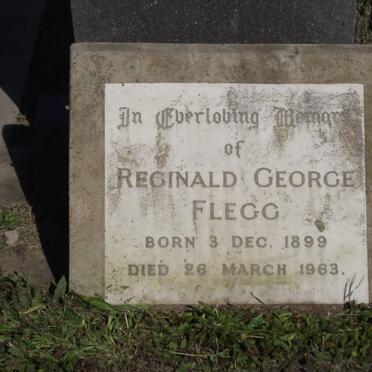 In Everloving Memory
of
REGINALD GEORGE
FLEGG
BORN 3 DEC. 1899
DIED 26 MARCH 1963.